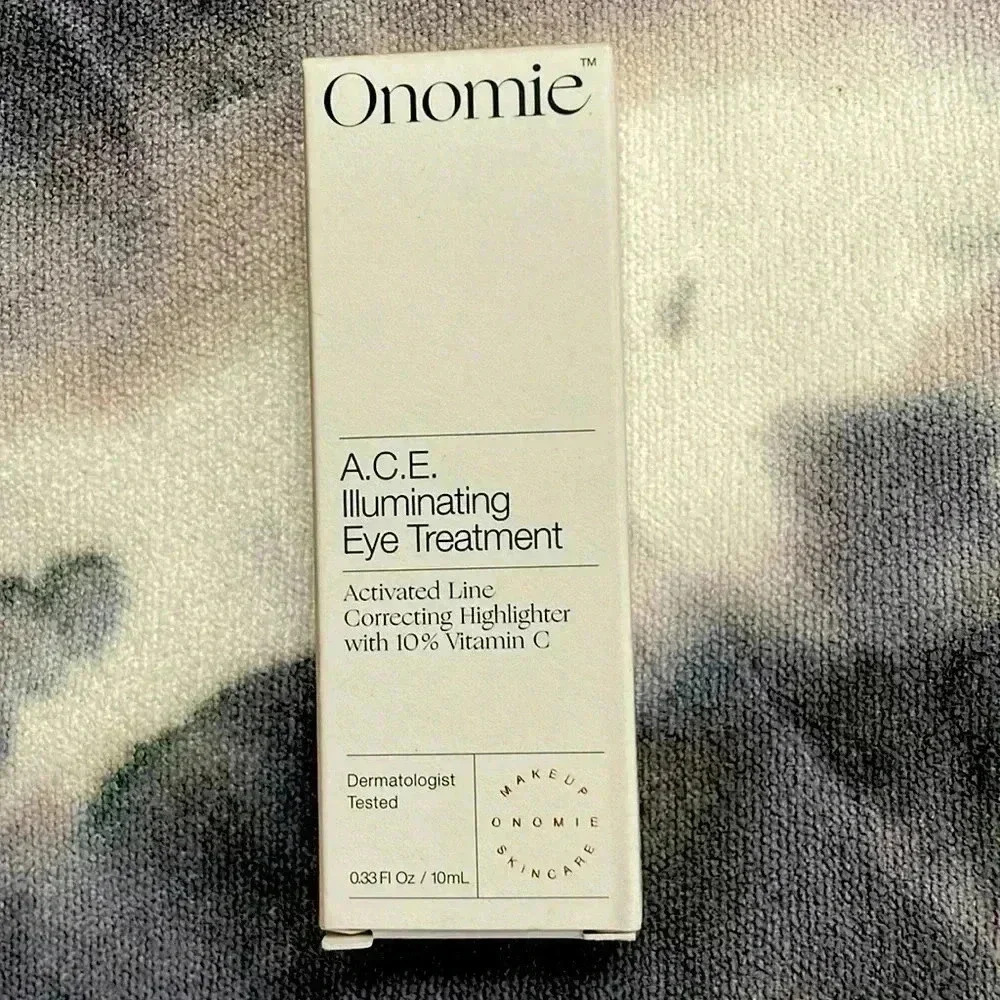 Onomie™
A.C.E.
Illuminating
Eye Treatment
Activated Line
Correcting Highlighter
with 10% Vitamin C
Dermatologist
Tested
0.33 Fl Oz / 10mL
MAKEUP
ONOMIE
SKINCARE